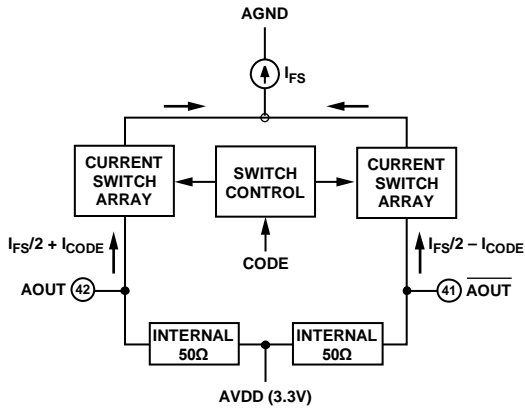 AGND
IFS
CURRENT
SWITCH
ARRAY
SWITCH
CONTROL
CURRENT
SWITCH
ARRAY
IFS/2 + ICODE
CODE
IFS/2 – ICODE
AOUT 42
41 AOUT
INTERNAL
50Ω
INTERNAL
50Ω
AVDD (3.3V)